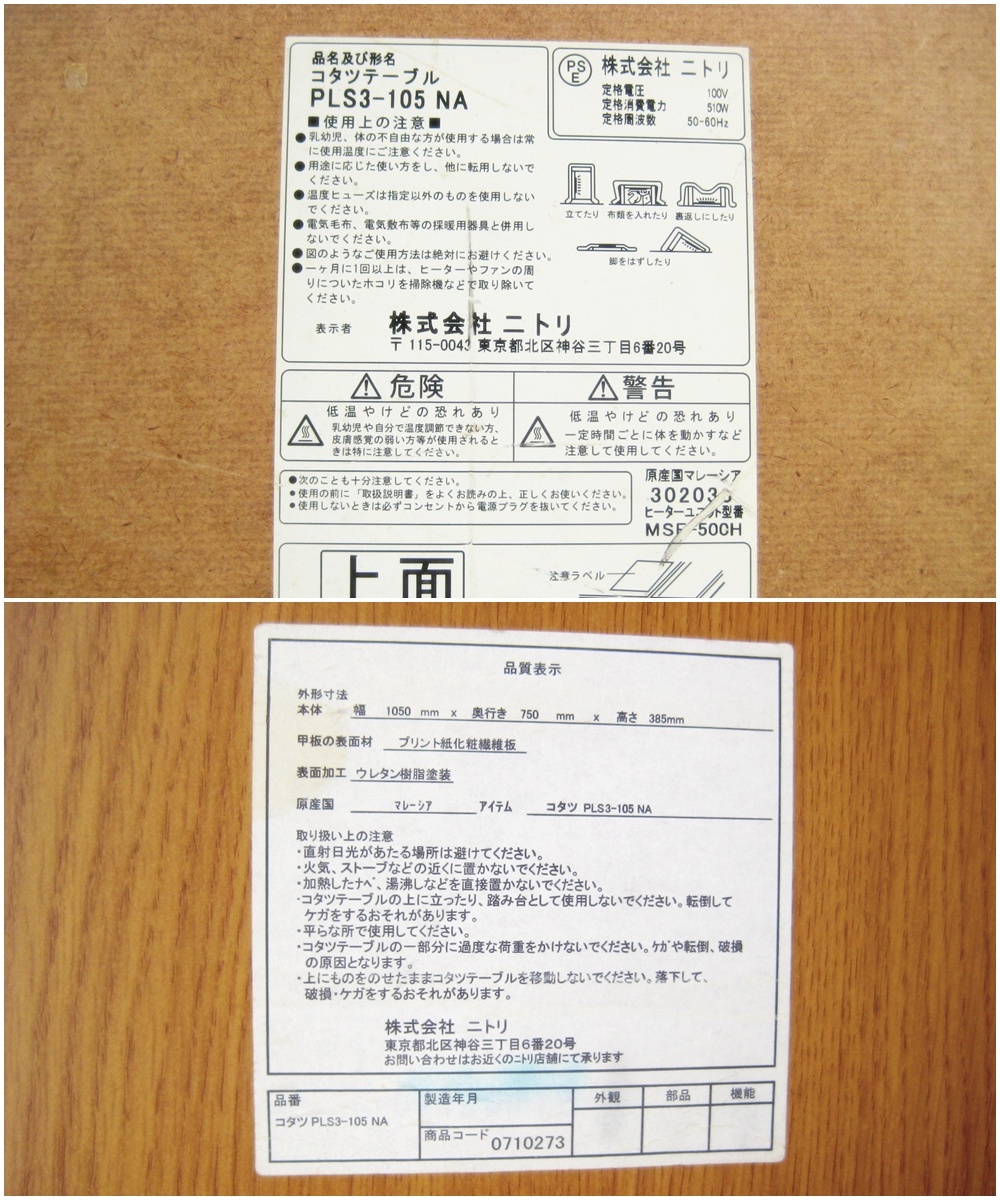 品名及び形名
コタツテーブル
PLS3-105 NA
■使用上の注意■
●乳幼児、体の不自由な方が使用する場合は常
に使用温度にご注意ください。
●用途に応じた使い方をし、他に転用しないで
ください。
●温度ヒューズは指定以外のものを使用しない
でください。
●電気毛布、電気敷布等の採暖用器具と併用し
ないでください。
●図のようなご使用方法は絶対にお避けください。
●一ヶ月に1回以上は、ヒーターやファンの周
りについたホコリを掃除機などで取り除いて
ください。
表示者 株式会社 ニトリ
〒115-0043 東京都北区神谷三丁目6番20号
PS
E
株式会社 ニトリ
定格電圧 100V
定格消費電力 510W
定格周波数 50-60Hz
立てたり 布類を入れたり 裏返しにしたり
脚をはずしたり
危険
低温やけどの恐れあり
乳幼児や自分で温度調節できない方、
皮膚感覚の弱い方等が使用されると
きは特に注意してください。
警告
低温やけどの恐れあり
一定時間ごとに体を動かすなど
注意して使用してください。
●次のことも十分注意してください。
●使用の前に「取扱説明書」をよくお読みの上、正しくお使いください。
●使用しないときは必ずコンセントから電源プラグを抜いてください。
原産国マレーシア
ヒーターユニット型番
上面
注意ラベル
品質表示
外形寸法
本体 幅 1050 mm x 奥行き 750 mm x 高さ 385mm
甲板の表面材 プリント紙化粧繊維板
表面加工 ウレタン樹脂塗装
原産国 マレーシア アイテム コタツ PLS3-105 NA
取り扱い上の注意
・直射日光があたる場所は避けてください。
・火気、ストーブなどの近くに置かないでください。
・加熱したナベ、湯沸しなどを直接置かないでください。
・コタツテーブルの上に立ったり、踏み台として使用しないでください。転倒して
ケガをするおそれがあります。
・平らな所で使用してください。
・コタツテーブルの一部分に過度な荷重をかけないでください。ケガや転倒、破損
の原因となります。
・上にものをのせたままコタツテーブルを移動しないでください。落下して、
破損・ケガをするおそれがあります。
株式会社 ニトリ
東京都北区神谷三丁目6番20号
お問い合わせはお近くのニトリ店舗にて承ります
品番
コタツ PLS3-105 NA
製造年月
商品コード 0710273
外観 部品 機能